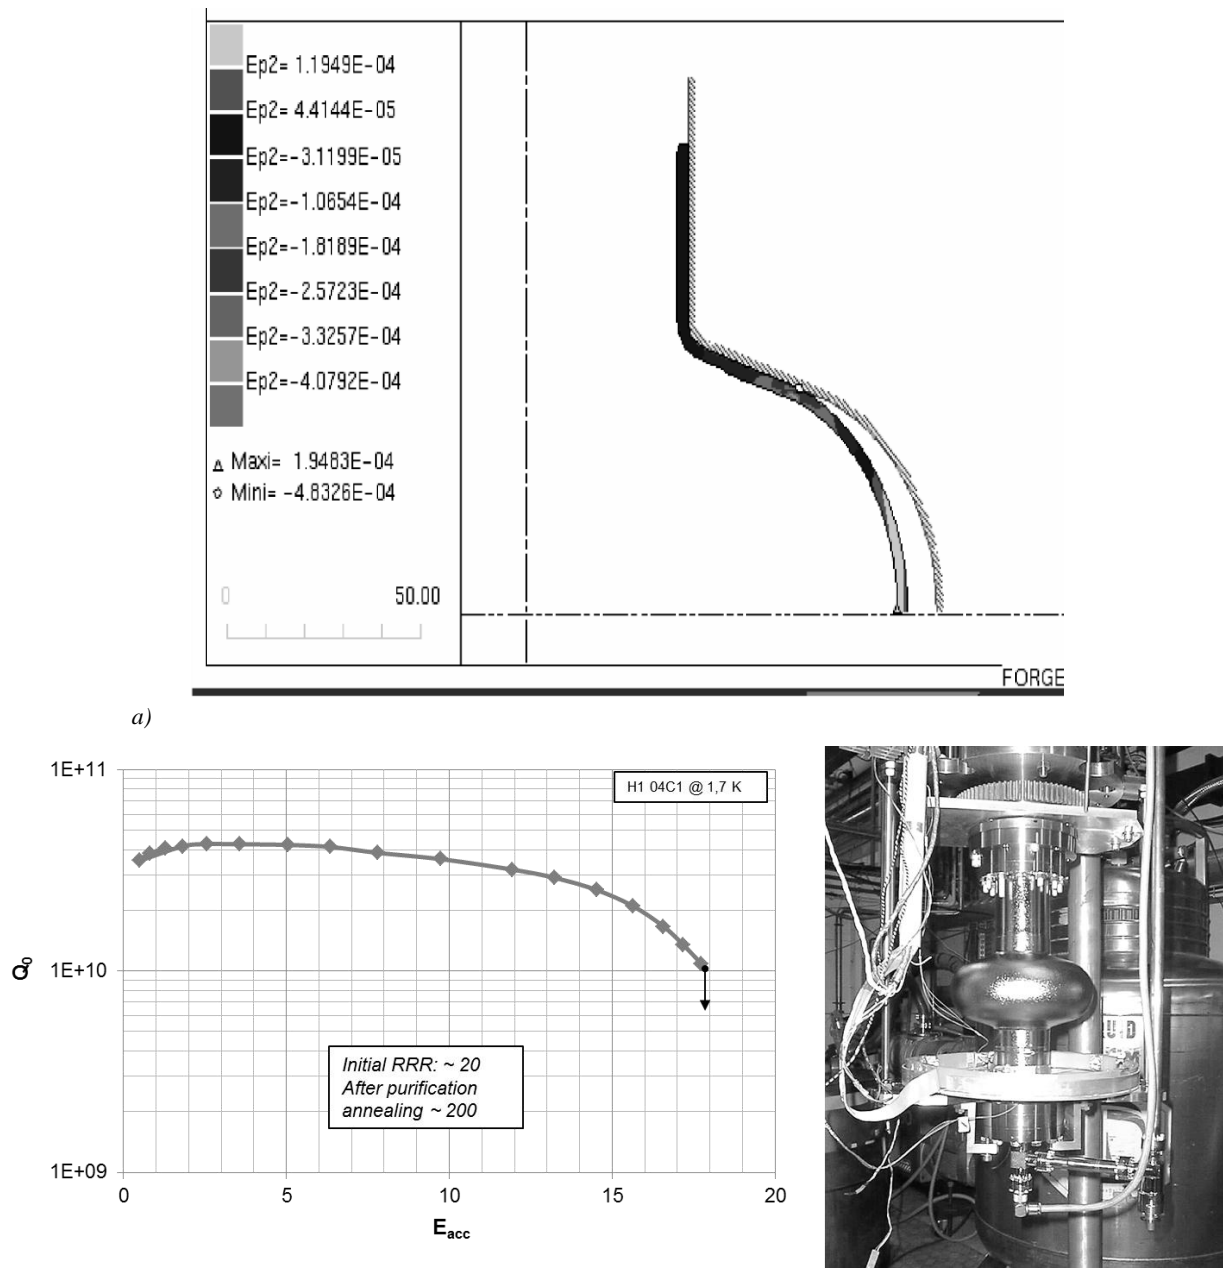 Ep2= 1.1949E-04
Ep2= 4.4144E-05
Ep2=-3.1199E-05
Ep2=-1.0654E-04
Ep2=-1.8189E-04
Ep2=-2.5723E-04
Ep2=-3.3257E-04
Ep2=-4.0792E-04
Maxi= 1.9483E-04
Mini= -4.8326E-04
0 50.00
FORGE
a)
1E+11
H1 04C1 @ 1,7 K
Q0
1E+10
Initial RRR: ~ 20
After purification
annealing ~ 200
1E+09
0 5 10 15 20
Eacc